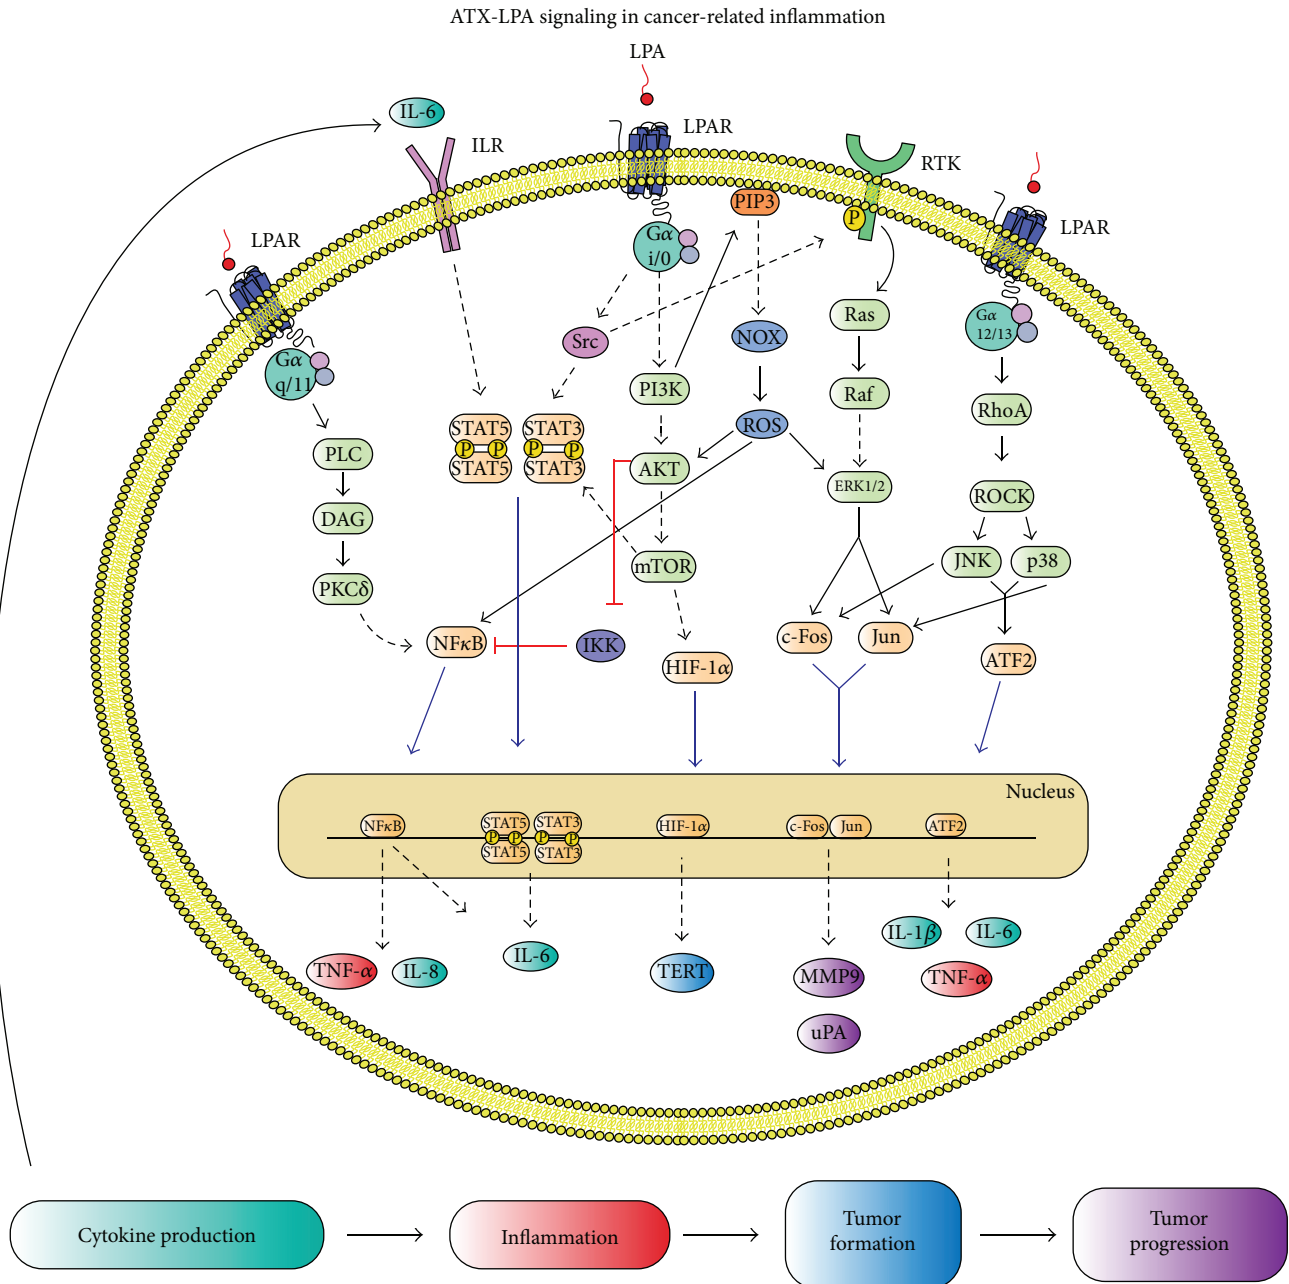 ATX-LPA signaling in cancer-related inflammation
LPA
IL-6
LPAR
ILR
RTK
PIP3
P
LPAR
LPAR
Gα
i/0
Gα
12/13
Gα
q/11
Src
NOX
Ras
PI3K
Raf
RhoA
STAT5
P P
STAT5
STAT3
P P
STAT3
ROS
AKT
ERK1/2
PLC
ROCK
DAG
mTOR
JNK
p38
PKCδ
NFκB
IKK
HIF-1α
c-Fos
Jun
ATF2
Nucleus
NFκB
STAT5
P P
STAT5
STAT3
P P
STAT3
HIF-1α
c-Fos
Jun
ATF2
TNF-α
IL-8
IL-6
TERT
MMP9
uPA
IL-1β
IL-6
TNF-α
Cytokine production
Inflammation
Tumor
formation
Tumor
progression